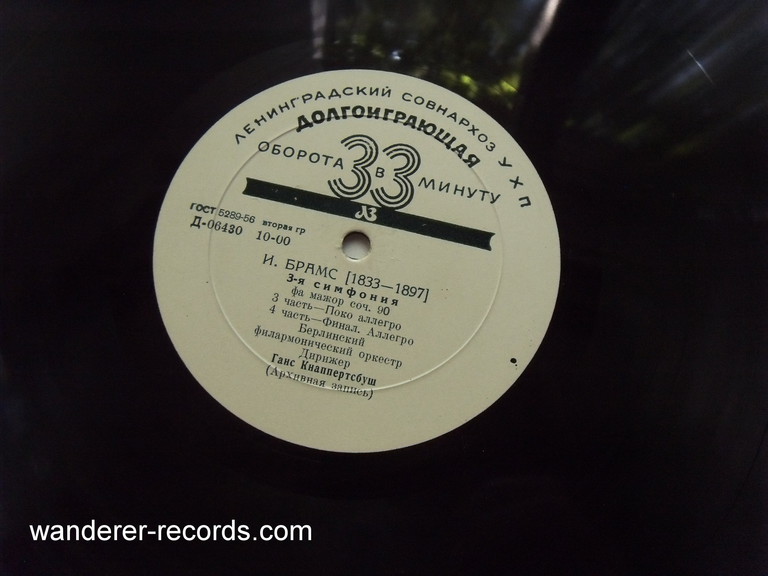 ЛЕНИНГРАДСКИЙ СОВНАРХОЗ УХП
ДОЛГОИГРАЮЩАЯ
ОБОРОТА 33 В МИНУТУ
ЛЗ
ГОСТ 5289-56 вторая гр
Д-06430 10-00
И. БРАМС [1833—1897]
3-я симфония
фа мажор соч. 90
3 часть—Поко аллегро
4 часть—Финал. Аллегро
Берлинский
филармонический оркестр
Дирижер
Ганс Кнаппертсбуш
(Архивная запись)
wanderer-records.com